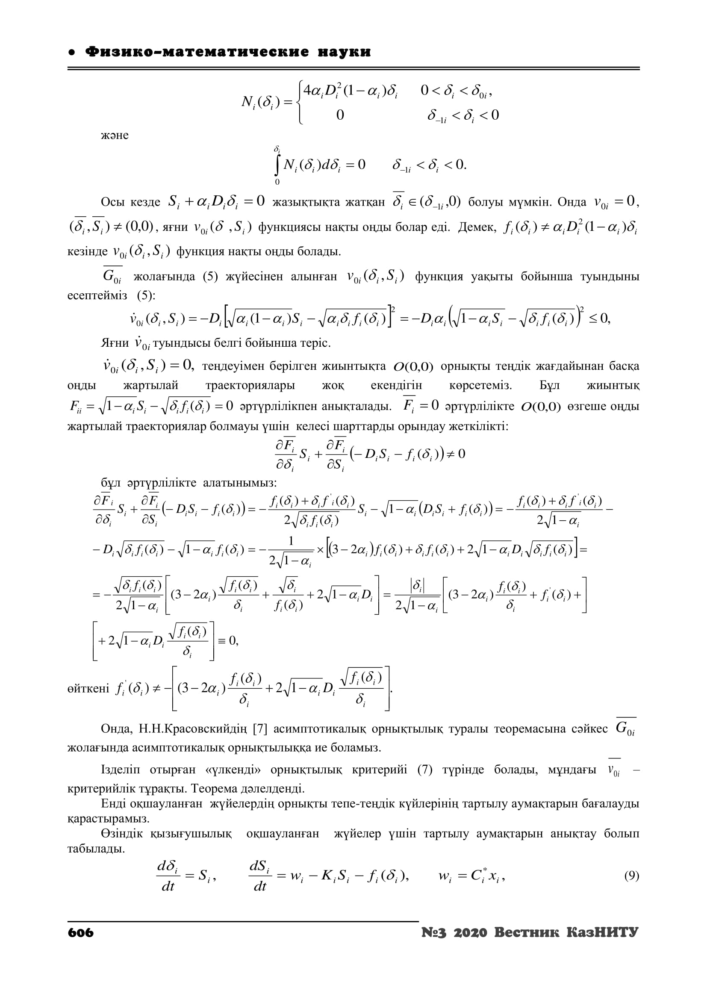 • Физико-математические науки
$N_i(\delta_i) = \begin{cases} 4\alpha_i D_i^2(1-\alpha_i)\delta_i & 0 < \delta_i < \delta_{0i}, \\ 0 & \delta_{-1i} < \delta_i < 0 \end{cases}$
және
$\int_0^{\delta_i} N_i(\delta_i)d\delta_i = 0 \quad \delta_{-1i} < \delta_i < 0.$
Осы кезде $S_i + \alpha_i D_i \delta_i = 0$ жазықтықта жатқан $\overline{\delta_i} \in (\delta_{-1i},0)$ болуы мүмкін. Онда $v_{0i} = 0$,
$(\overline{\delta_i}, \overline{S_i}) \neq (0,0)$, яғни $v_{0i}(\delta\ , S_i)$ функциясы нақты оңды болар еді. Демек, $f_i(\delta_i) \neq \alpha_i D_i^2(1-\alpha_i)\delta_i$
кезінде $v_{0i}(\delta_i, S_i)$ функция нақты оңды болады.
$\overline{G_{0i}}$ жолағында (5) жүйесінен алынған $v_{0i}(\delta_i, S_i)$ функция уақыты бойынша туындыны
есептейміз (5):
$\dot{v}_{0i}(\delta_i, S_i) = -D_i\left[\sqrt{\alpha_i(1-\alpha_i)}S_i - \sqrt{\alpha_i\delta_i f_i(\delta_i)}\right]^2 = -D_i\alpha_i\left(\sqrt{1-\alpha_i S_i} - \sqrt{\delta_i f_i(\delta_i)}\right)^2 \leq 0,$
Яғни $\dot{v}_{0i}$ туындысы белгі бойынша теріс.
$\dot{v}_{0i}(\delta_i, S_i) = 0,$ теңдеуімен берілген жиынтықта $O(0,0)$ орнықты теңдік жағдайынан басқа
оңды жартылай траекториялары жоқ екендігін көрсетеміз. Бұл жиынтық
$F_{ii} = \sqrt{1-\alpha_i}S_i - \sqrt{\delta_i f_i(\delta_i)} = 0$ әртүрлілікпен анықталады. $\overline{F_i} = 0$ әртүрлілікте $O(0,0)$ өзгеше оңды
жартылай траекториялар болмауы үшін келесі шарттарды орындау жеткілікті:
$\frac{\partial \overline{F_i}}{\partial \delta_i} S_i + \frac{\partial \overline{F_i}}{\partial S_i}\left(-D_i S_i - f_i(\delta_i)\right) \neq 0$
бұл әртүрлілікте алатынымыз:
$\frac{\partial \overline{F}_i}{\partial \delta_i} S_i + \frac{\partial \overline{F_i}}{\partial S_i}\left(-D_i S_i - f_i(\delta_i)\right) = -\frac{f_i(\delta_i) + \delta_i f'_i(\delta_i)}{2\sqrt{\delta_i f_i(\delta_i)}} S_i - \sqrt{1-\alpha_i}\left(D_i S_i + f_i(\delta_i)\right) = -\frac{f_i(\delta_i) + \delta_i f'_i(\delta_i)}{2\sqrt{1-\alpha_i}} -$
$- D_i\sqrt{\delta_i f_i(\delta_i)} - \sqrt{1-\alpha_i} f_i(\delta_i) = -\frac{1}{2\sqrt{1-\alpha_i}} \times \left[(3-2\alpha_i)f_i(\delta_i) + \delta_i f_i(\delta_i) + 2\sqrt{1-\alpha_i} D_i\sqrt{\delta_i f_i(\delta_i)}\right] =$
$= -\frac{\sqrt{\delta_i f_i(\delta_i)}}{2\sqrt{1-\alpha_i}}\left[(3-2\alpha_i)\frac{\sqrt{f_i(\delta_i)}}{\delta_i} + \frac{\sqrt{\delta_i}}{f_i(\delta_i)} + 2\sqrt{1-\alpha_i} D_i\right] = \frac{|\delta_i|}{2\sqrt{1-\alpha_i}}\left[(3-2\alpha_i)\frac{f_i(\delta_i)}{\delta_i} + f_i'(\delta_i) +\right]$
$\left[+ 2\sqrt{1-\alpha_i} D_i \frac{\sqrt{f_i(\delta_i)}}{\delta_i}\right] \equiv 0,$
өйткені $f_i'(\delta_i) \neq -\left[(3-2\alpha_i)\frac{f_i(\delta_i)}{\delta_i} + 2\sqrt{1-\alpha_i} D_i \frac{\sqrt{f_i(\delta_i)}}{\delta_i}\right].$
Онда, Н.Н.Красовскийдің [7] асимптотикалық орнықтылық туралы теоремасына сәйкес $\overline{G_{0i}}$
жолағында асимптотикалық орнықтылыққа ие боламыз.
Ізделіп отырған «үлкенді» орнықтылық критерийі (7) түрінде болады, мұндағы $\overline{v_{0i}}$ –
критерийлік тұрақты. Теорема дәлелденді.
Енді оқшауланған жүйелердің орнықты тепе-теңдік күйлерінің тартылу аумақтарын бағалауды
қарастырамыз.
Өзіндік қызығушылық оқшауланған жүйелер үшін тартылу аумақтарын анықтау болып
табылады.
$\frac{d\delta_i}{dt} = S_i, \quad \frac{dS_i}{dt} = w_i - K_i S_i - f_i(\delta_i), \quad w_i = C_i^* x_i,$ (9)
606 №3 2020 Вестник КазНИТУ